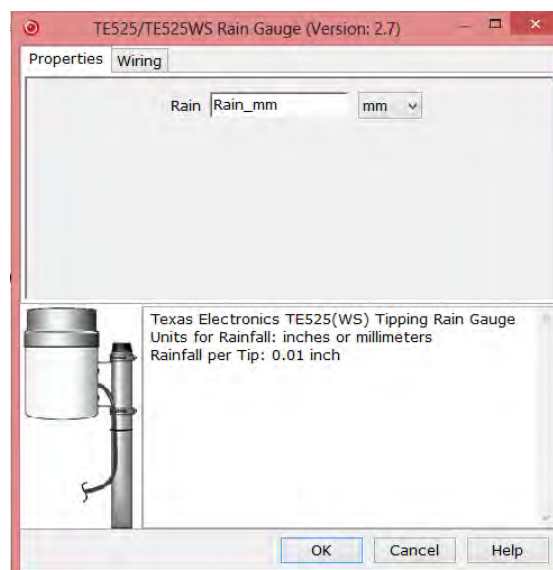 TE525/TE525WS Rain Gauge (Version: 2.7)
Properties Wiring
Rain Rain_mm mm
Texas Electronics TE525(WS) Tipping Rain Gauge
Units for Rainfall: inches or millimeters
Rainfall per Tip: 0.01 inch
OK Cancel Help